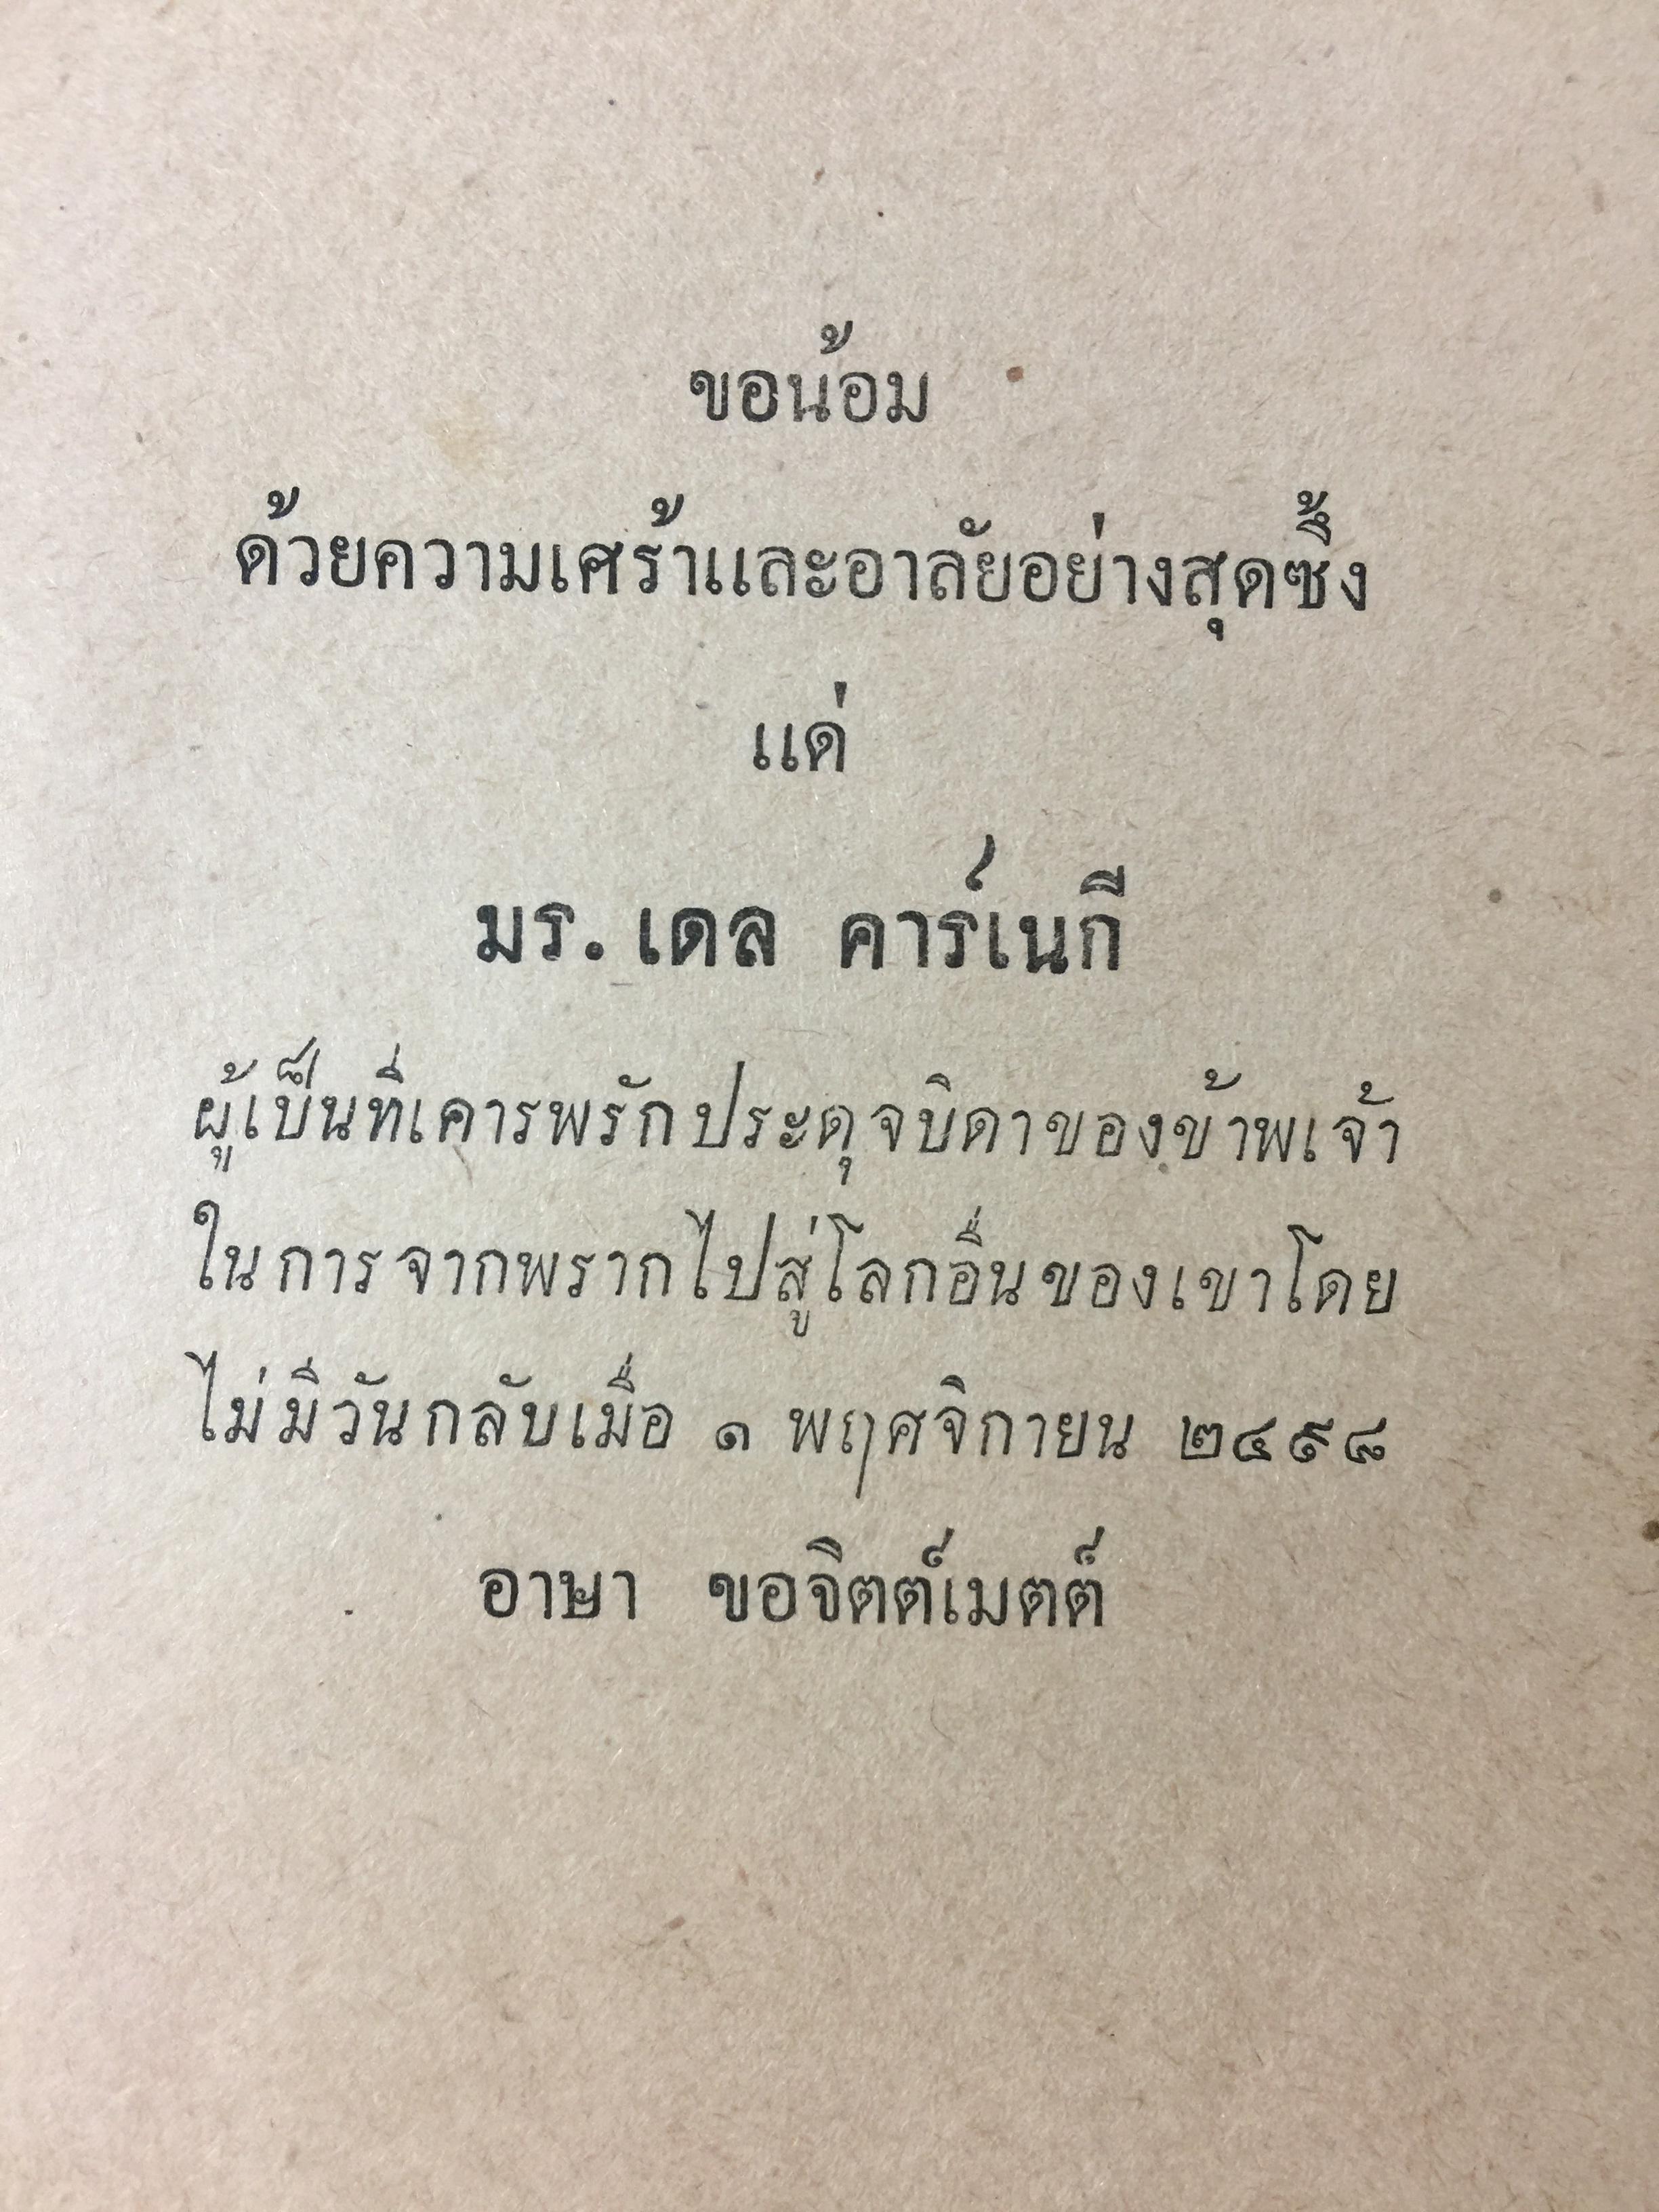 ขอน้อม
ด้วยความเศร้าและอาลัยอย่างสุดซึ้ง
แด่
มร. เดล คาร์เนกี
ผู้เป็นที่เคารพรักประดุจบิดาของข้าพเจ้า
ในการจากพรากไปสู่โลกอื่นของเขาโดย
ไม่มีวันกลับเมื่อ ๑ พฤศจิกายน ๒๔๙๘
อาษา ขอจิตต์เมตต์